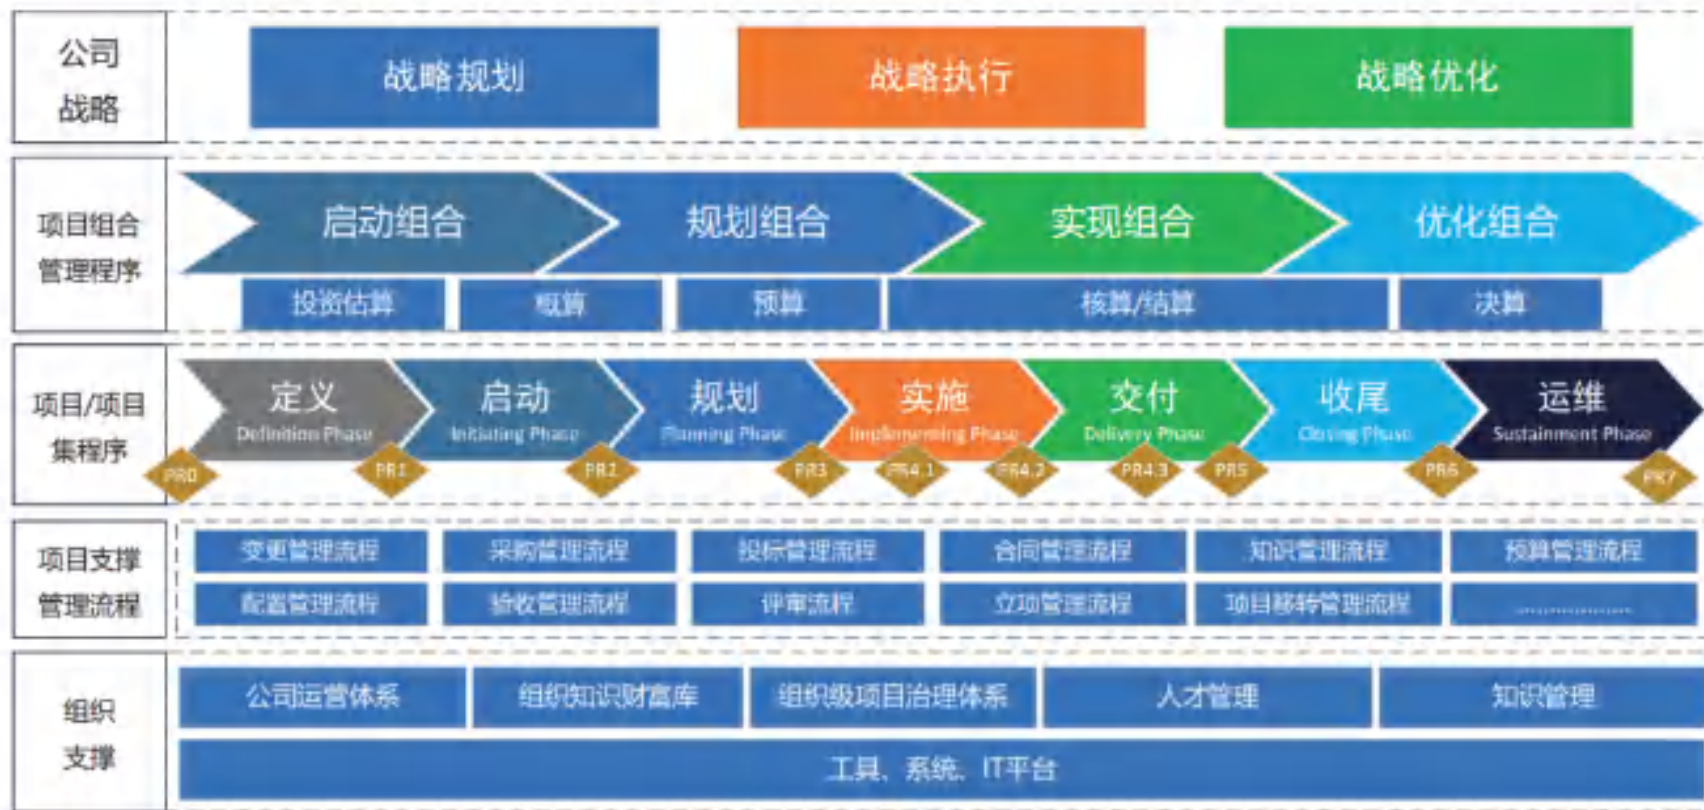 公司
战略
战略规划
战略执行
战略优化
项目组合
管理程序
启动组合
规划组合
实现组合
优化组合
投资估算
概算
预算
核算/结算
决算
项目/项目
集程序
定义
Definition Phase
启动
Initiating Phase
规划
Planning Phase
实施
Implementing Phase
交付
Delivery Phase
收尾
Closing Phase
运维
Sustainment Phase
PR0
PR1
PR2
PR3
PR4.1
PR4.2
PR4.3
PR5
PR6
PR7
项目支撑
管理流程
变更管理流程
采购管理流程
投标管理流程
合同管理流程
知识管理流程
预算管理流程
配置管理流程
验收管理流程
评审流程
立项管理流程
项目移转管理流程
..................
组织
支撑
公司运营体系
组织知识财富库
组织级项目治理体系
人才管理
知识管理
工具、系统、IT平台